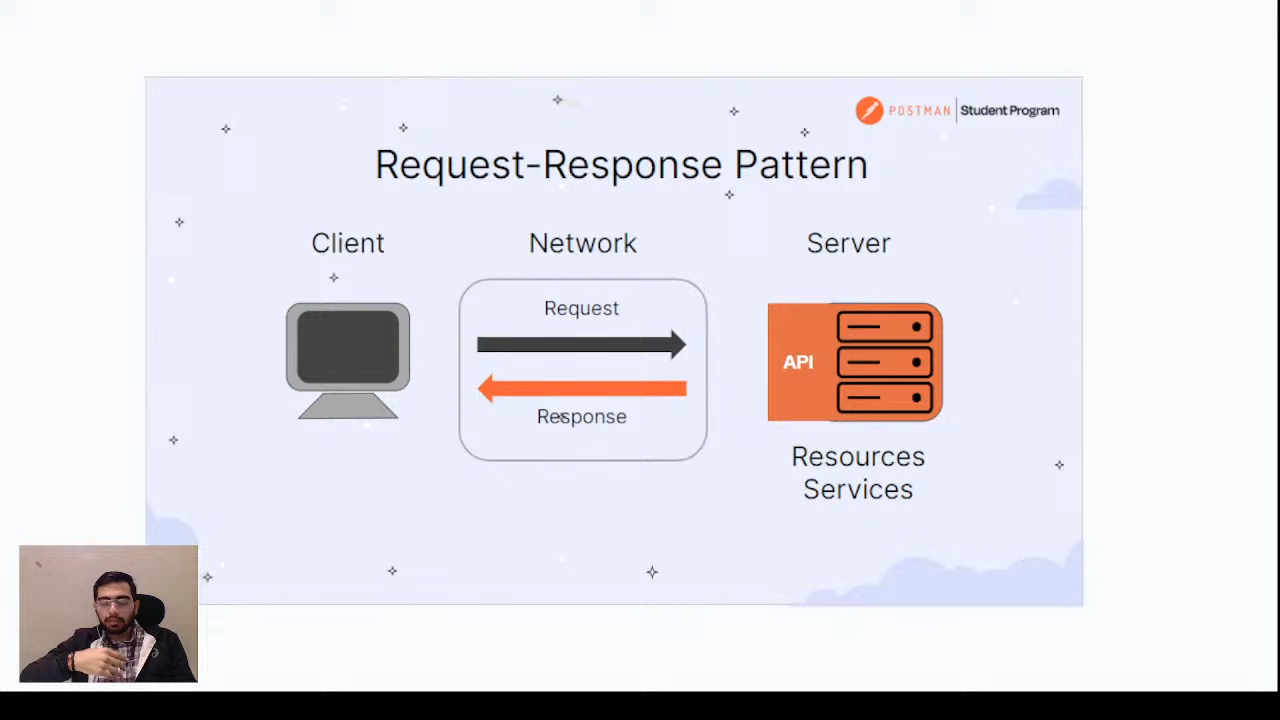 POSTMAN Student Program
Request-Response Pattern
Client
Network
Server
Request
API
Response
Resources
Services